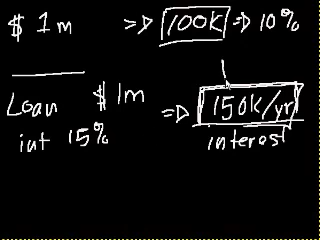 $ 1m => 100K => 10%
Loan $ 1m => 150K/yr
int 15% interest